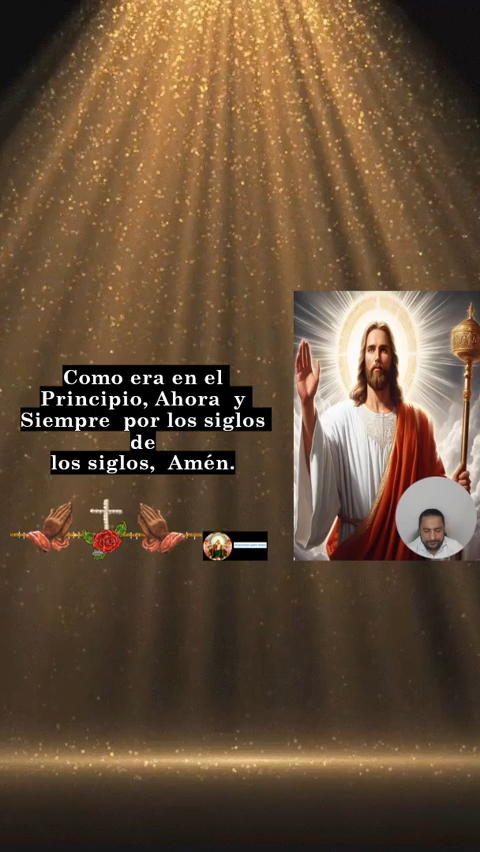 Como era en el
Principio, Ahora y
Siempre por los siglos
de
los siglos, Amén.